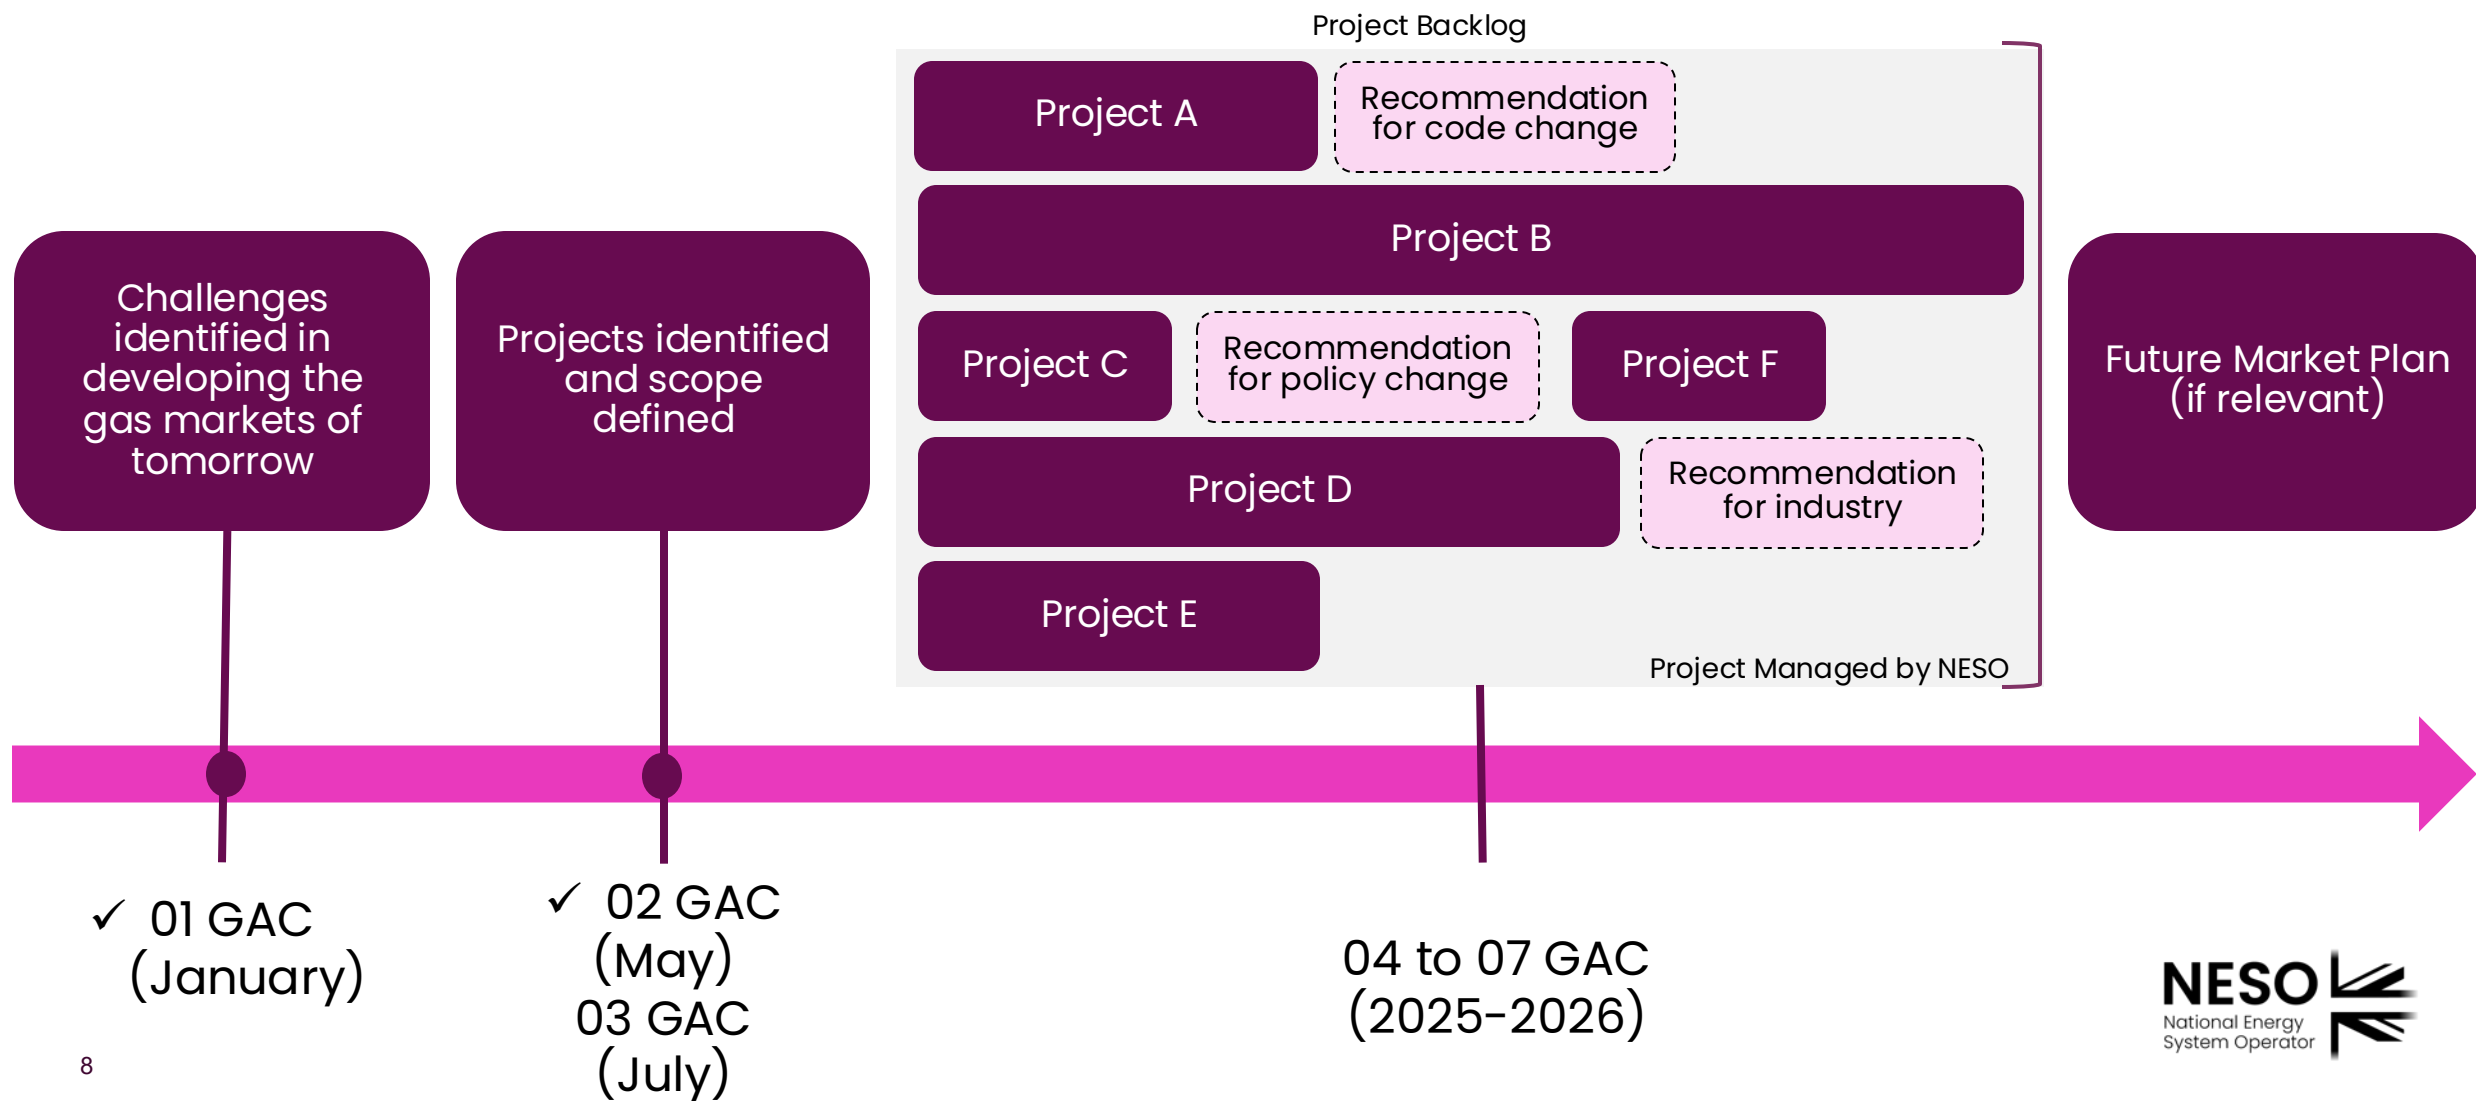 Project Backlog
Project A
Recommendation
for code change
Project B
Challenges
identified in
developing the
gas markets of
tomorrow
Projects identified
and scope
defined
Project C
Recommendation
for policy change
Project F
Future Market Plan
(if relevant)
Project D
Recommendation
for industry
Project E
Project Managed by NESO
✓ 01 GAC
(January)
✓ 02 GAC
(May)
03 GAC
(July)
04 to 07 GAC
(2025-2026)
NESO
National Energy
System Operator
8